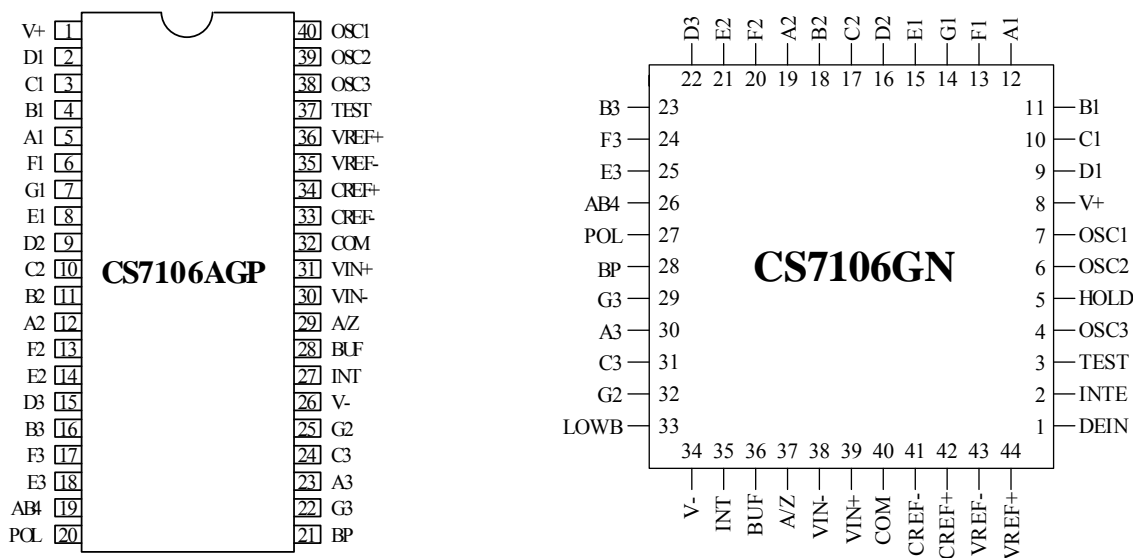 V+ 1 40 OSC1
D1 2 39 OSC2
C1 3 38 OSC3
B1 4 37 TEST
A1 5 36 VREF+
F1 6 35 VREF-
G1 7 34 CREF+
E1 8 33 CREF-
D2 9 32 COM
C2 10 CS7106AGP 31 VIN+
B2 11 30 VIN-
A2 12 29 A/Z
F2 13 28 BUF
E2 14 27 INT
D3 15 26 V-
B3 16 25 G2
F3 17 24 C3
E3 18 23 A3
AB4 19 22 G3
POL 20 21 BP
D3 E2 F2 A2 B2 C2 D2 E1 G1 F1 A1
22 21 20 19 18 17 16 15 14 13 12
B3 23 11 B1
F3 24 10 C1
E3 25 9 D1
AB4 26 8 V+
POL 27 7 OSC1
CS7106GN
BP 28 6 OSC2
G3 29 5 HOLD
A3 30 4 OSC3
C3 31 3 TEST
G2 32 2 INTE
LOWB 33 1 DEIN
34 35 36 37 38 39 40 41 42 43 44
V- INT BUF A/Z VIN- VIN+ COM CREF- CREF+ VREF- VREF+